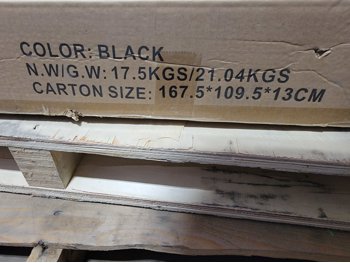 COLOR: BLACK
N.W/G.W: 17.5KGS/21.04KGS
CARTON SIZE: 167.5*109.5*13CM